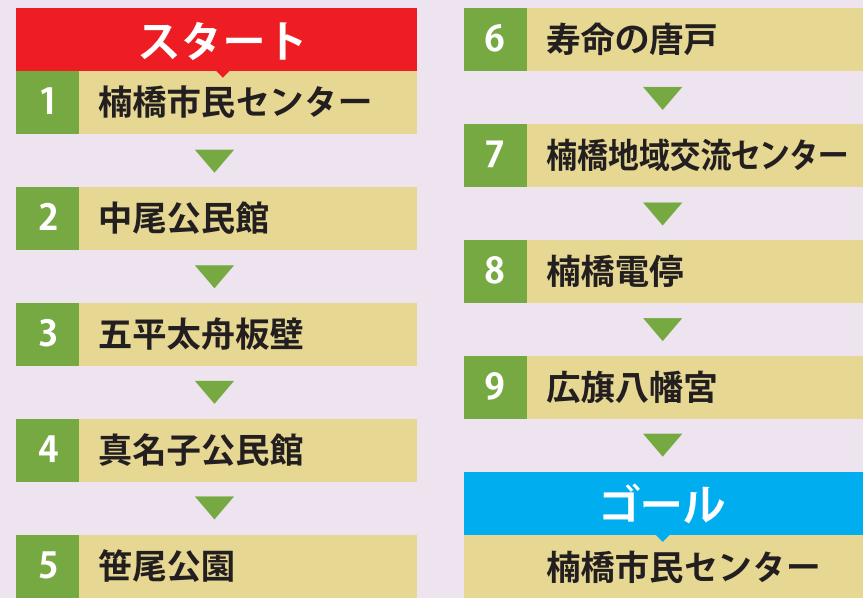 スタート
1 楠橋市民センター
2 中尾公民館
3 五平太舟板壁
4 真名子公民館
5 笹尾公園
6 寿命の唐戸
7 楠橋地域交流センター
8 楠橋電停
9 広旗八幡宮
ゴール
楠橋市民センター